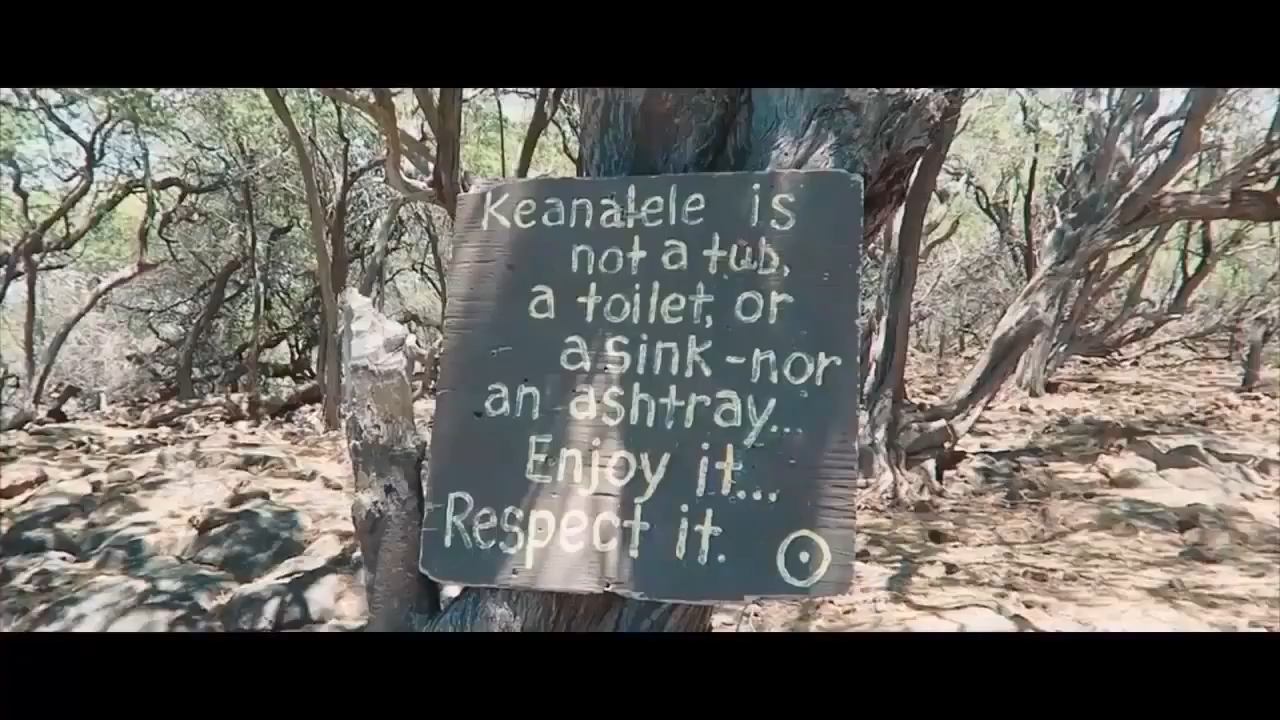 Keanalele is
not a tub,
a toilet, or
a sink -nor
an ashtray...
Enjoy it...
Respect it.